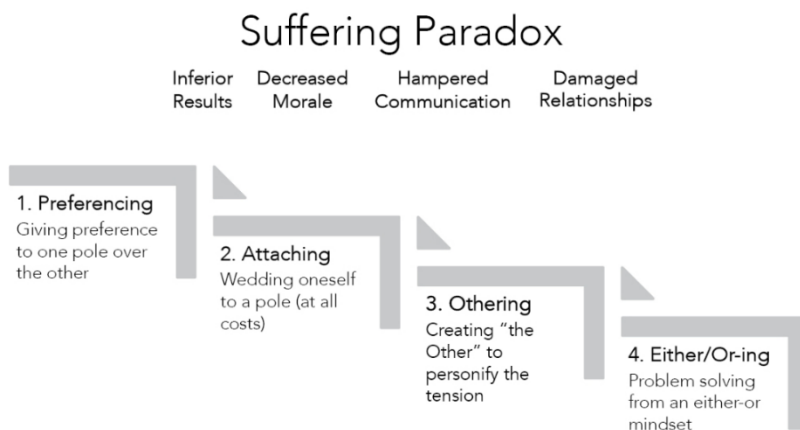 Suffering Paradox
Inferior Results
Decreased Morale
Hampered Communication
Damaged Relationships
1. Preferencing
Giving preference
to one pole over
the other
2. Attaching
Wedding oneself
to a pole (at all
costs)
3. Othering
Creating “the
Other” to
personify the
tension
4. Either/Or-ing
Problem solving
from an either-or
mindset